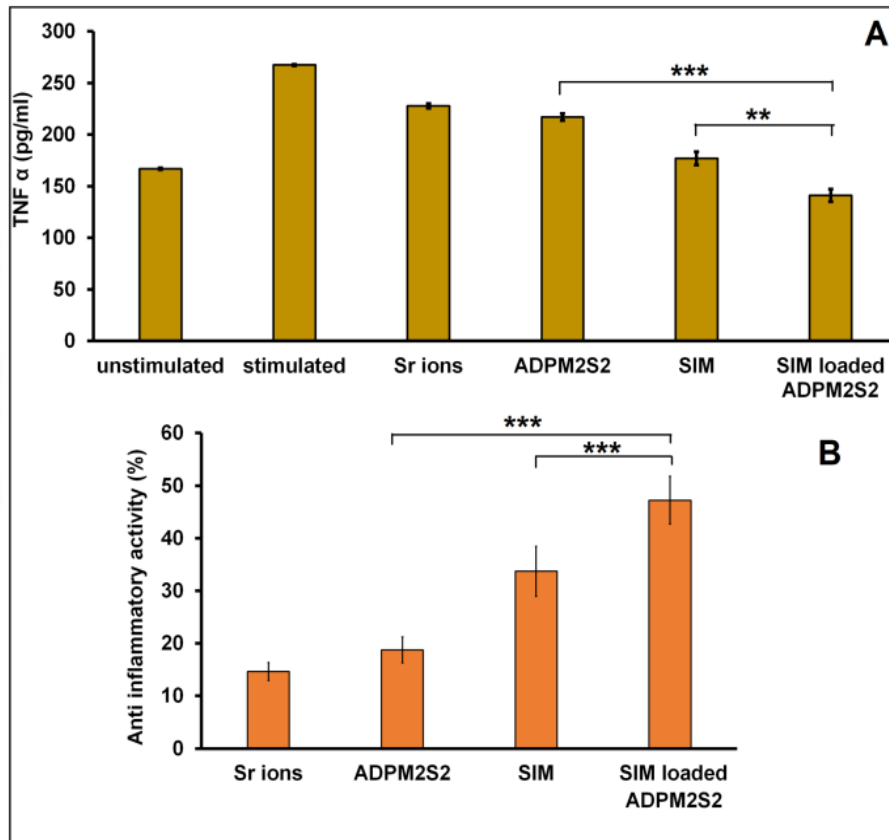 A
TNF α (pg/ml)
300
250
200
150
100
50
0
***
**
unstimulated stimulated Sr ions ADPM2S2 SIM SIM loaded
ADPM2S2
B
Anti inflammatory activity (%)
60
50
40
30
20
10
0
***
***
Sr ions ADPM2S2 SIM SIM loaded
ADPM2S2